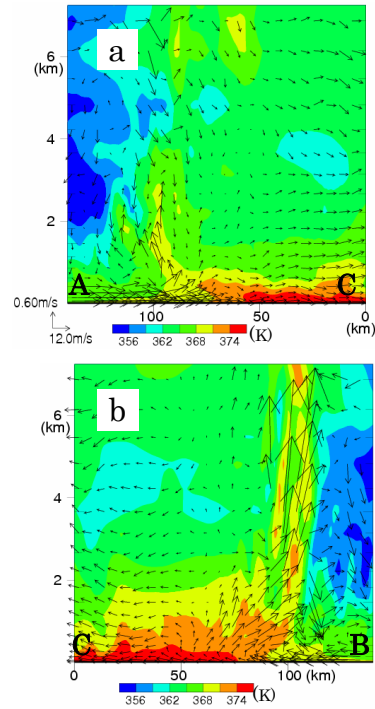 a
6
(km)
4
2
A
C
0.60m/s
100
50
0
12.0m/s
356 362 368 374 (K)
(km)
b
6
(km)
4
2
C
B
0
50
100 (km)
356 362 368 374 (K)